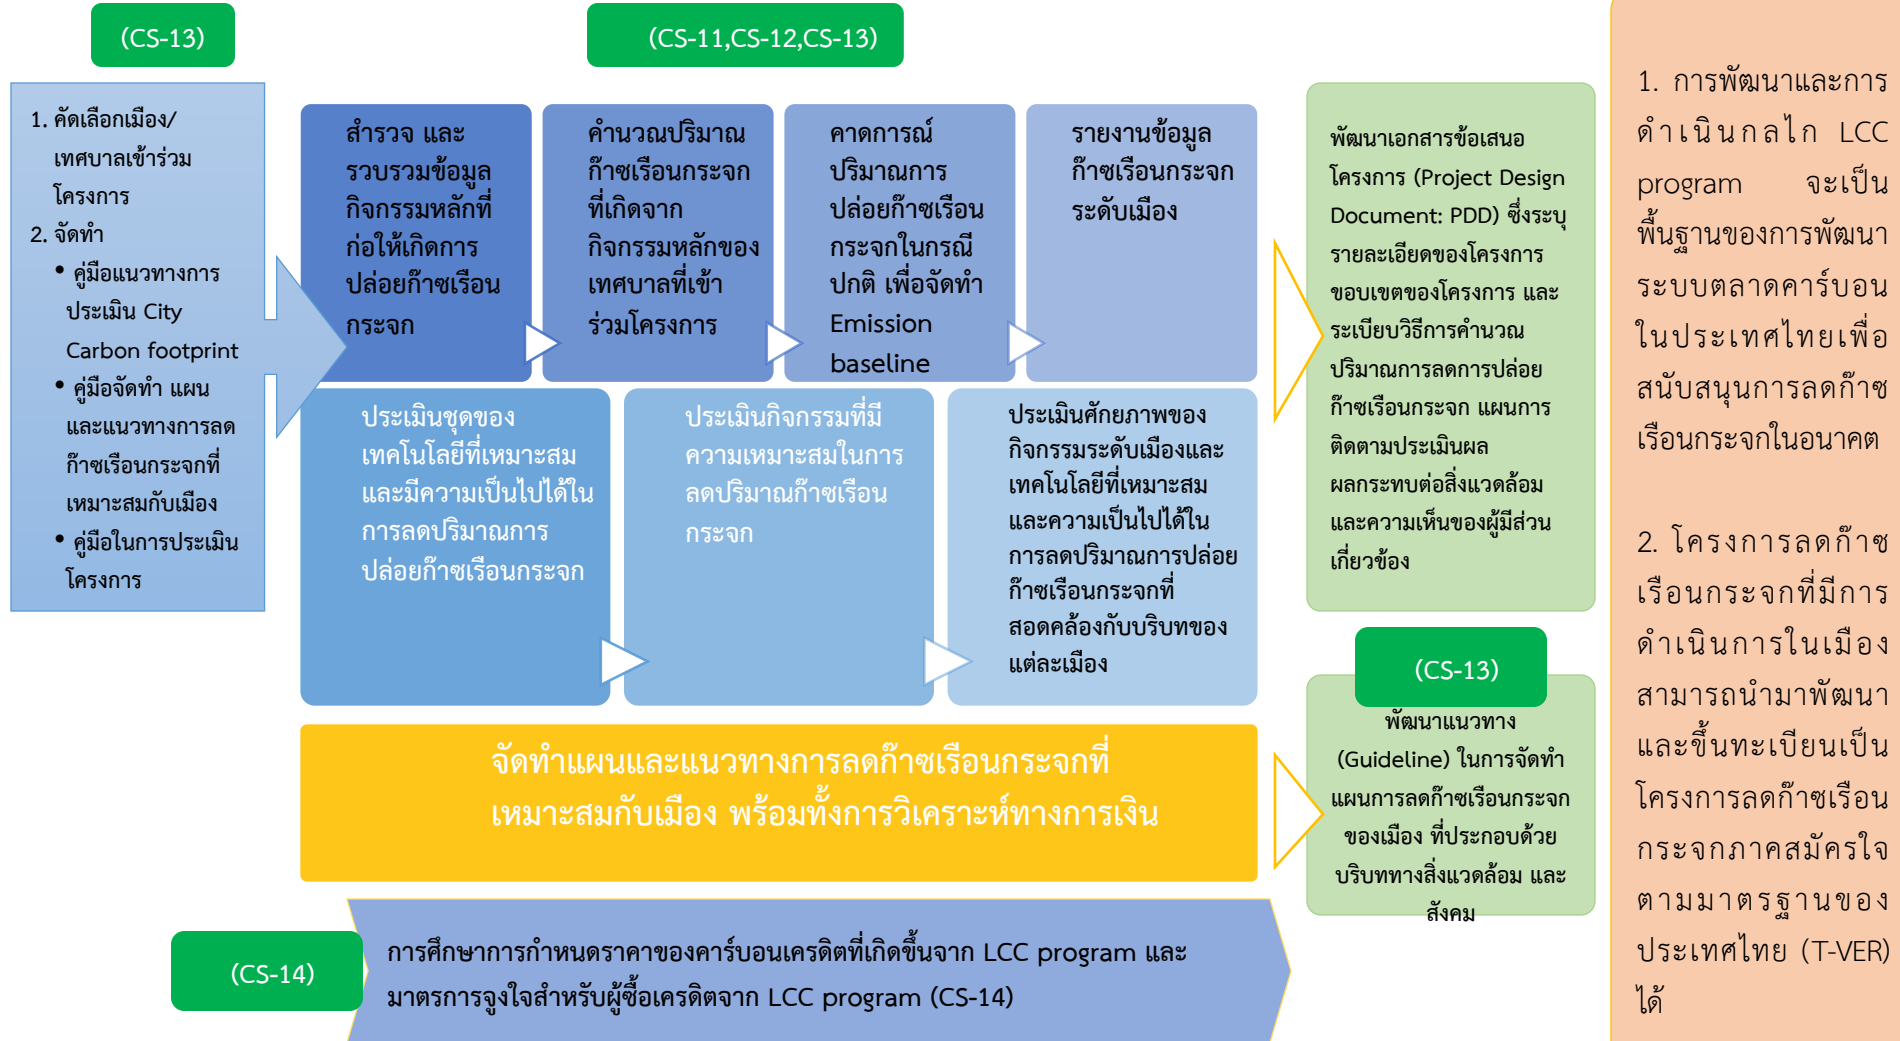 (CS-13)
1. คัดเลือกเมือง/
เทศบาลเข้าร่วม
โครงการ
2. จัดทำ
• คู่มือแนวทางการ
ประเมิน City
Carbon footprint
• คู่มือจัดทำ แผน
และแนวทางการลด
ก๊าซเรือนกระจกที่
เหมาะสมกับเมือง
• คู่มือในการประเมิน
โครงการ
(CS-11,CS-12,CS-13)
สำรวจ และ
รวบรวมข้อมูล
กิจกรรมหลักที่
ก่อให้เกิดการ
ปล่อยก๊าซเรือน
กระจก
คำนวณปริมาณ
ก๊าซเรือนกระจก
ที่เกิดจาก
กิจกรรมหลักของ
เทศบาลที่เข้า
ร่วมโครงการ
คาดการณ์
ปริมาณการ
ปล่อยก๊าซเรือน
กระจกในกรณี
ปกติ เพื่อจัดทำ
Emission
baseline
รายงานข้อมูล
ก๊าซเรือนกระจก
ระดับเมือง
ประเมินชุดของ
เทคโนโลยีที่เหมาะสม
และมีความเป็นไปได้ใน
การลดปริมาณการ
ปล่อยก๊าซเรือนกระจก
ประเมินกิจกรรมที่มี
ความเหมาะสมในการ
ลดปริมาณก๊าซเรือน
กระจก
ประเมินศักยภาพของ
กิจกรรมระดับเมืองและ
เทคโนโลยีที่เหมาะสม
และความเป็นไปได้ใน
การลดปริมาณการปล่อย
ก๊าซเรือนกระจกที่
สอดคล้องกับบริบทของ
แต่ละเมือง
จัดทำแผนและแนวทางการลดก๊าซเรือนกระจกที่
เหมาะสมกับเมือง พร้อมทั้งการวิเคราะห์ทางการเงิน
(CS-14)
การศึกษาการกำหนดราคาของคาร์บอนเครดิตที่เกิดขึ้นจาก LCC program และ
มาตรการจูงใจสำหรับผู้ซื้อเครดิตจาก LCC program (CS-14)
พัฒนาเอกสารข้อเสนอ
โครงการ (Project Design
Document: PDD) ซึ่งระบุ
รายละเอียดของโครงการ
ขอบเขตของโครงการ และ
ระเบียบวิธีการคำนวณ
ปริมาณการลดการปล่อย
ก๊าซเรือนกระจก แผนการ
ติดตามประเมินผล
ผลกระทบต่อสิ่งแวดล้อม
และความเห็นของผู้มีส่วน
เกี่ยวข้อง
(CS-13)
พัฒนาแนวทาง
(Guideline) ในการจัดทำ
แผนการลดก๊าซเรือนกระจก
ของเมือง ที่ประกอบด้วย
บริบททางสิ่งแวดล้อม และ
สังคม
1. การพัฒนาและการ
ดำเนินกลไก LCC
program จะเป็น
พื้นฐานของการพัฒนา
ระบบตลาดคาร์บอน
ในประเทศไทยเพื่อ
สนับสนุนการลดก๊าซ
เรือนกระจกในอนาคต
2. โครงการลดก๊าซ
เรือนกระจกที่มีการ
ดำเนินการในเมือง
สามารถนำมาพัฒนา
และขึ้นทะเบียนเป็น
โครงการลดก๊าซเรือน
กระจกภาคสมัครใจ
ตามมาตรฐานของ
ประเทศไทย (T-VER)
ได้